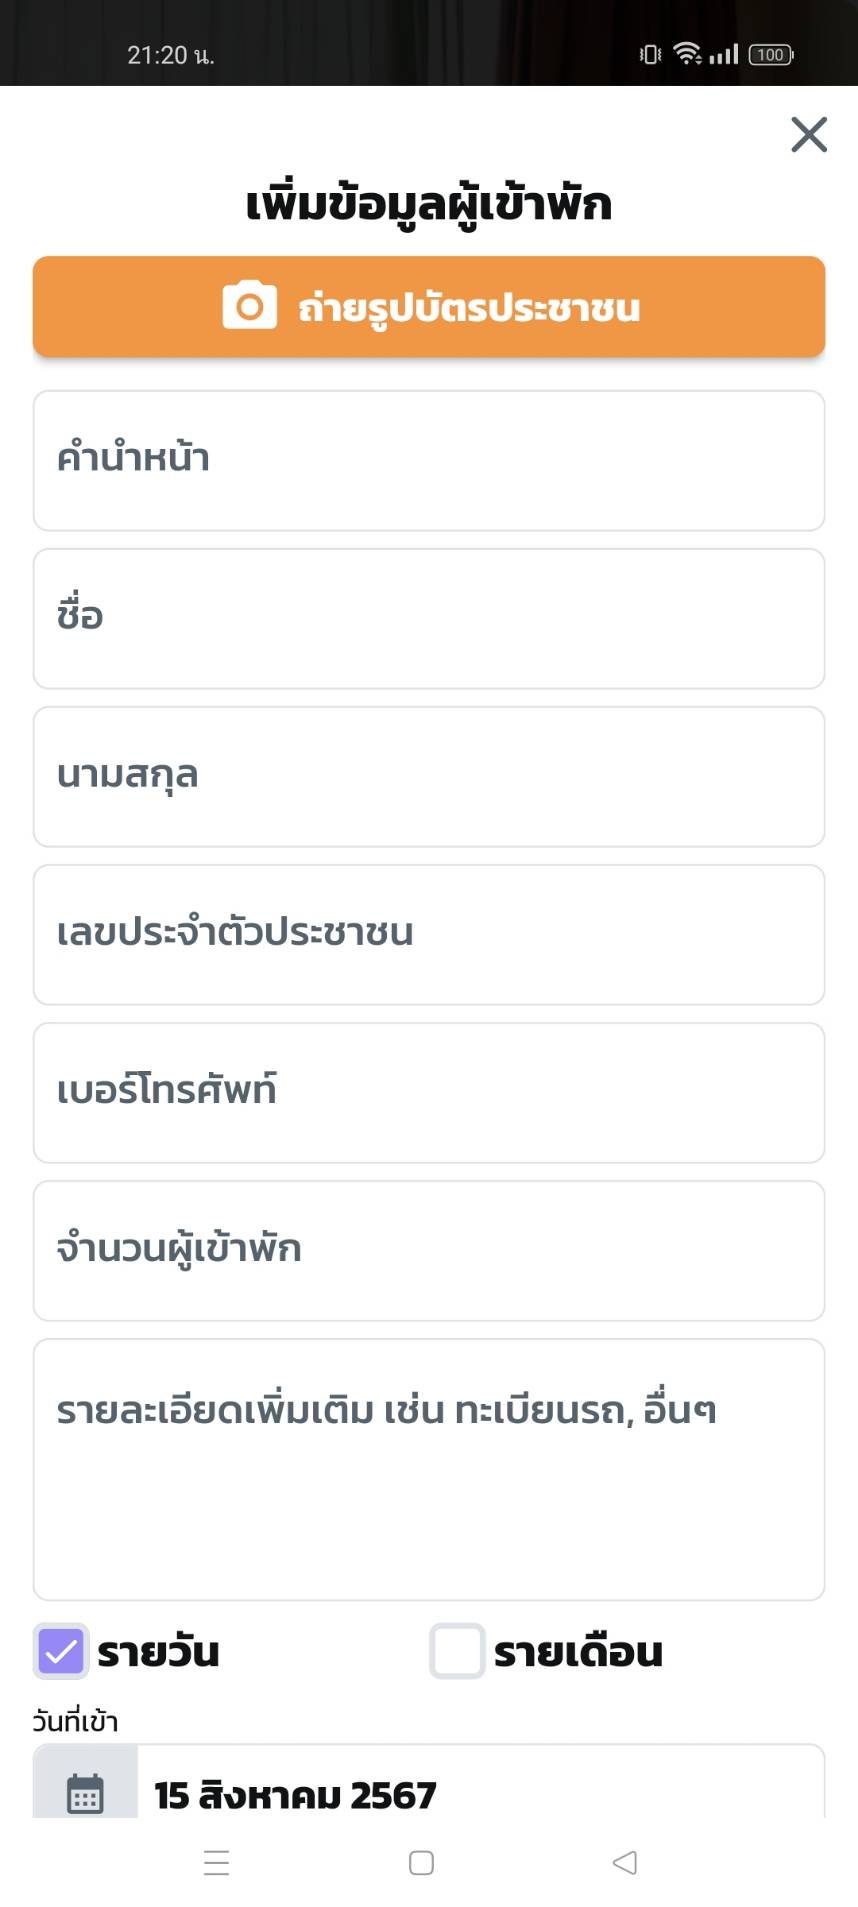 21:20 น.
100
เพิ่มข้อมูลผู้เข้าพัก
ถ่ายรูปบัตรประชาชน
คำนำหน้า
ชื่อ
นามสกุล
เลขประจำตัวประชาชน
เบอร์โทรศัพท์
จำนวนผู้เข้าพัก
รายละเอียดเพิ่มเติม เช่น ทะเบียนรถ, อื่นๆ
รายวัน รายเดือน
วันที่เข้า
15 สิงหาคม 2567